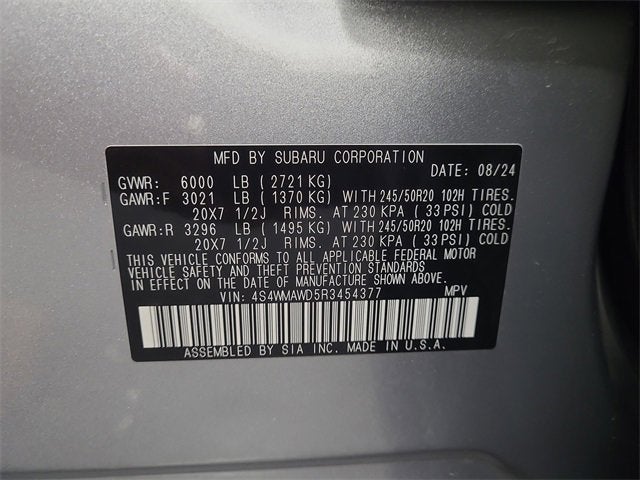 MFD BY SUBARU CORPORATION
DATE: 08/24
GVWR: 6000 LB (2721 KG)
GAWR:F 3021 LB (1370 KG) WITH 245/50R20 102H TIRES.
20X7 1/2J RIMS. AT 230 KPA (33 PSI) COLD
GAWR:R 3296 LB (1495 KG) WITH 245/50R20 102H TIRES.
20X7 1/2J RIMS. AT 230 KPA (33 PSI) COLD
THIS VEHICLE CONFORMS TO ALL APPLICABLE FEDERAL MOTOR
VEHICLE SAFETY AND THEFT PREVENTION STANDARDS
IN EFFECT ON THE DATE OF MANUFACTURE SHOWN ABOVE.
VIN: 4S4WMAWD5R3454377 MPV
ASSEMBLED BY SIA INC. MADE IN U.S.A.